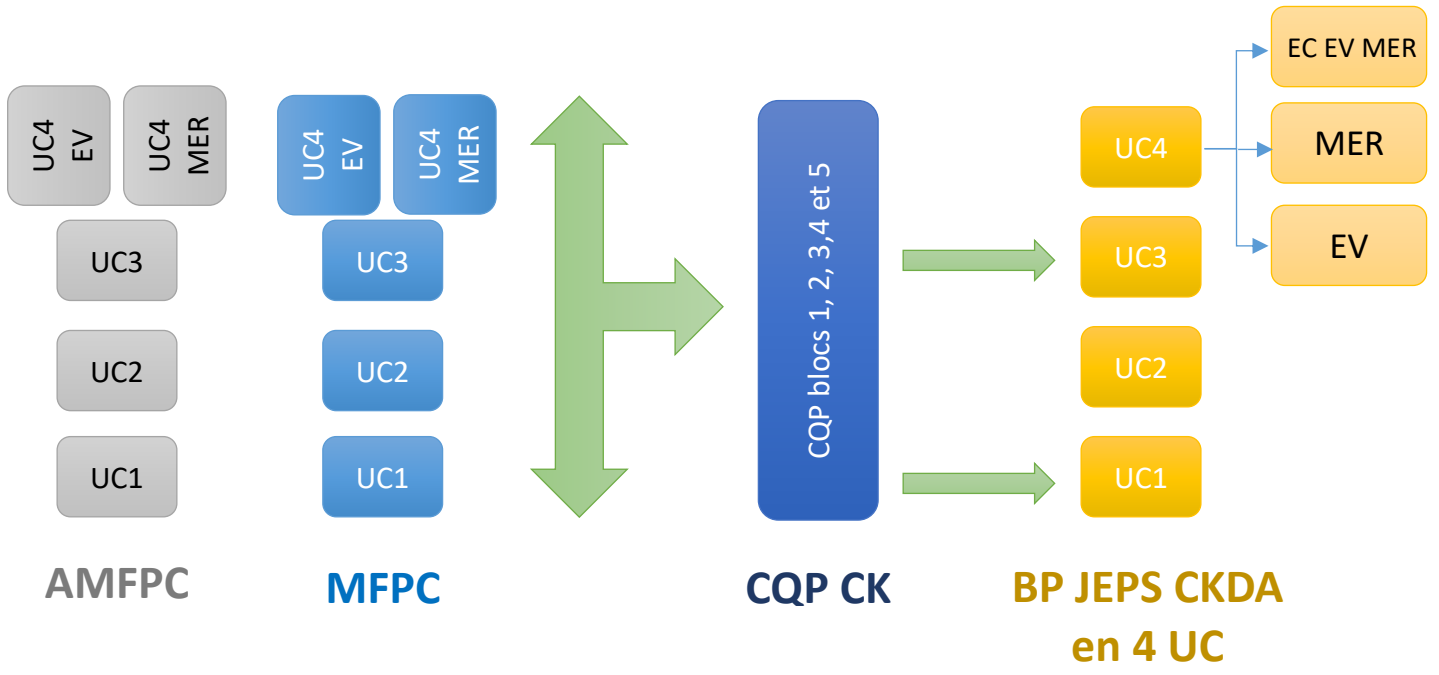 UC4
EV
UC4
MER
UC3
UC2
UC1
AMFPC
UC4
EV
UC4
MER
UC3
UC2
UC1
MFPC
CQP blocs 1, 2, 3,4 et 5
CQP CK
UC4
UC3
UC2
UC1
EC EV MER
MER
EV
BP JEPS CKDA
en 4 UC